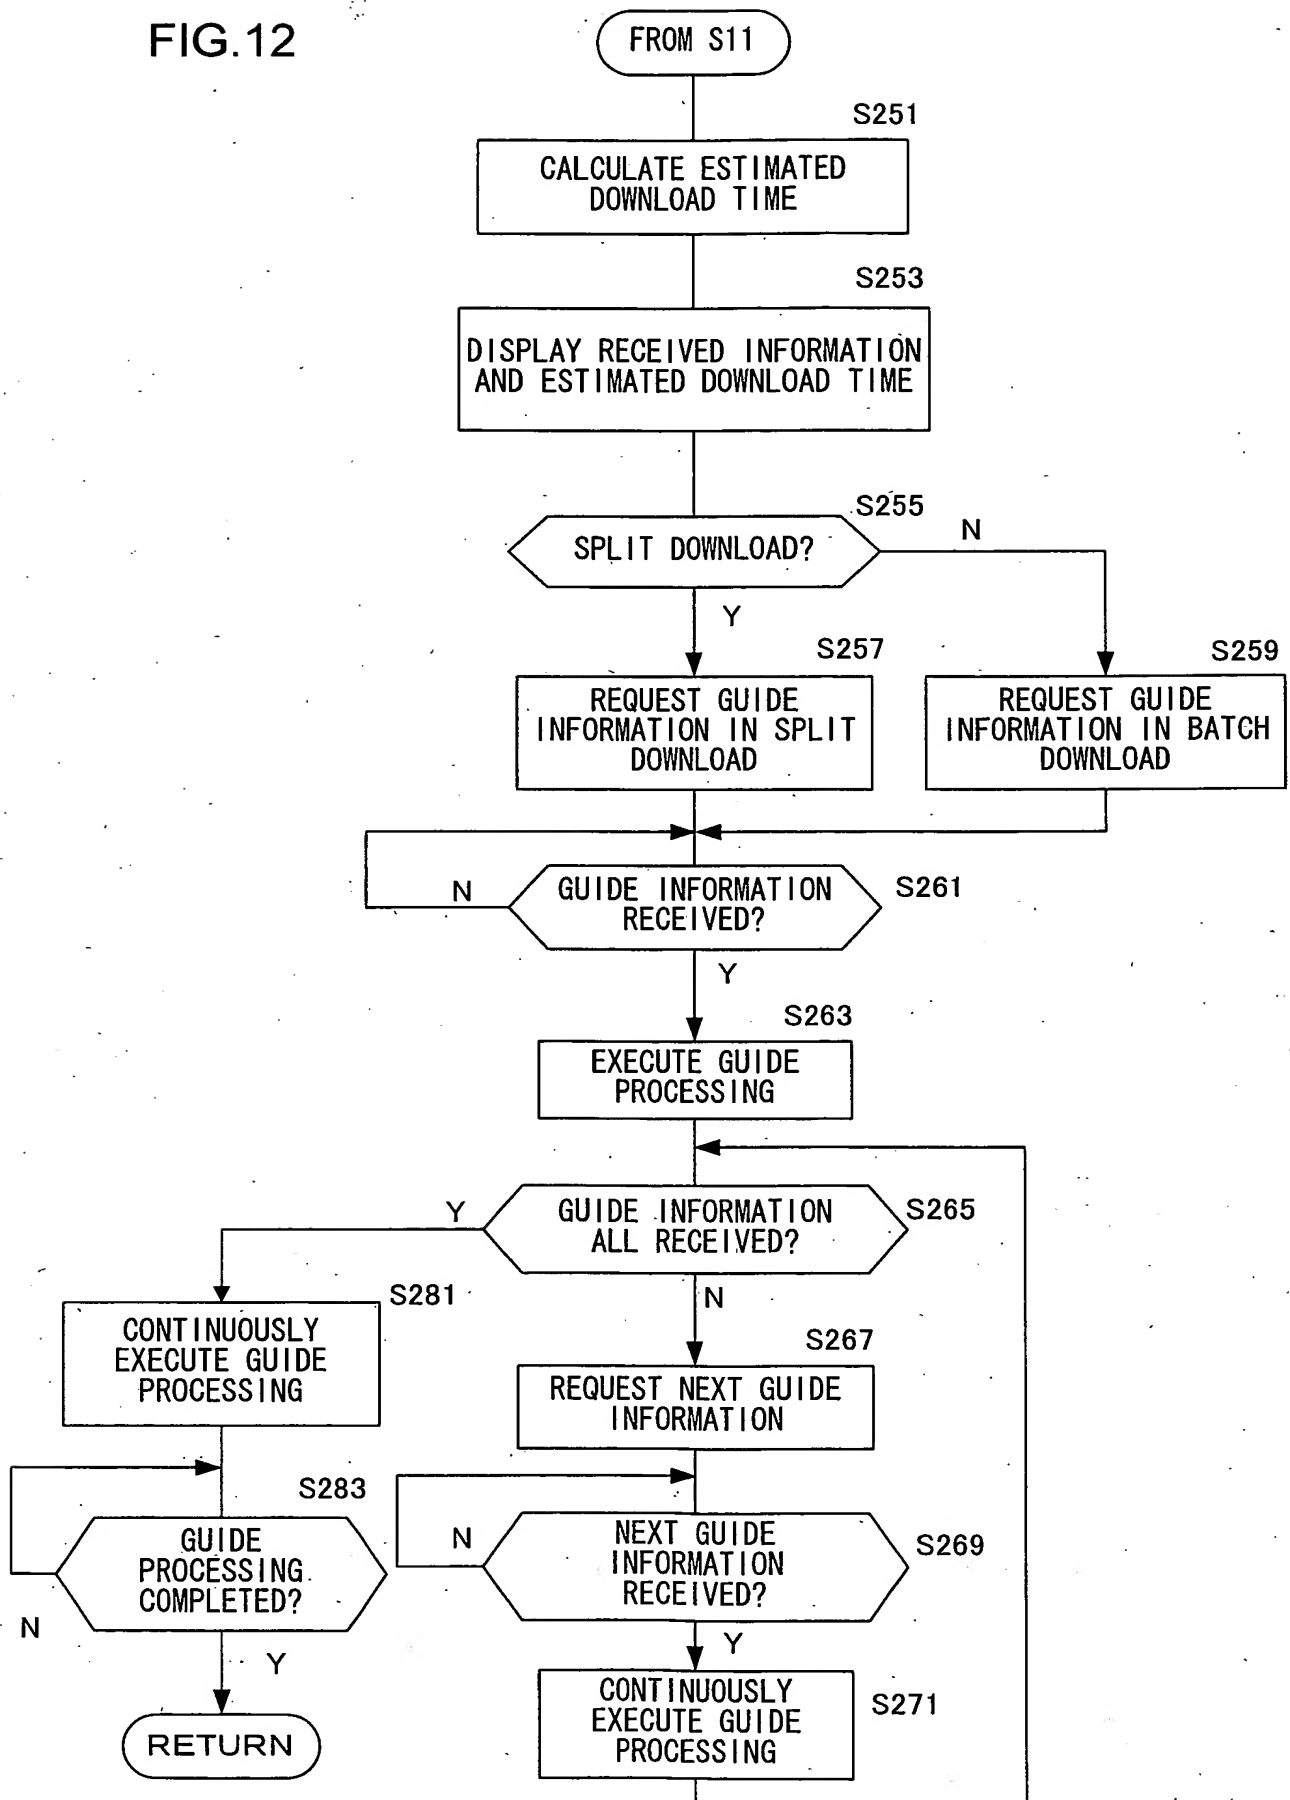 FIG.12
FROM S11
S251
CALCULATE ESTIMATED
DOWNLOAD TIME
S253
DISPLAY RECEIVED INFORMATION
AND ESTIMATED DOWNLOAD TIME
S255
SPLIT DOWNLOAD?
N
Y
S257
REQUEST GUIDE
INFORMATION IN SPLIT
DOWNLOAD
S259
REQUEST GUIDE
INFORMATION IN BATCH
DOWNLOAD
S261
GUIDE INFORMATION
RECEIVED?
N
Y
S263
EXECUTE GUIDE
PROCESSING
S265
GUIDE INFORMATION
ALL RECEIVED?
Y
N
S281
CONTINUOUSLY
EXECUTE GUIDE
PROCESSING
S267
REQUEST NEXT GUIDE
INFORMATION
S283
GUIDE
PROCESSING
COMPLETED?
N
Y
RETURN
S269
NEXT GUIDE
INFORMATION
RECEIVED?
N
Y
S271
CONTINUOUSLY
EXECUTE GUIDE
PROCESSING